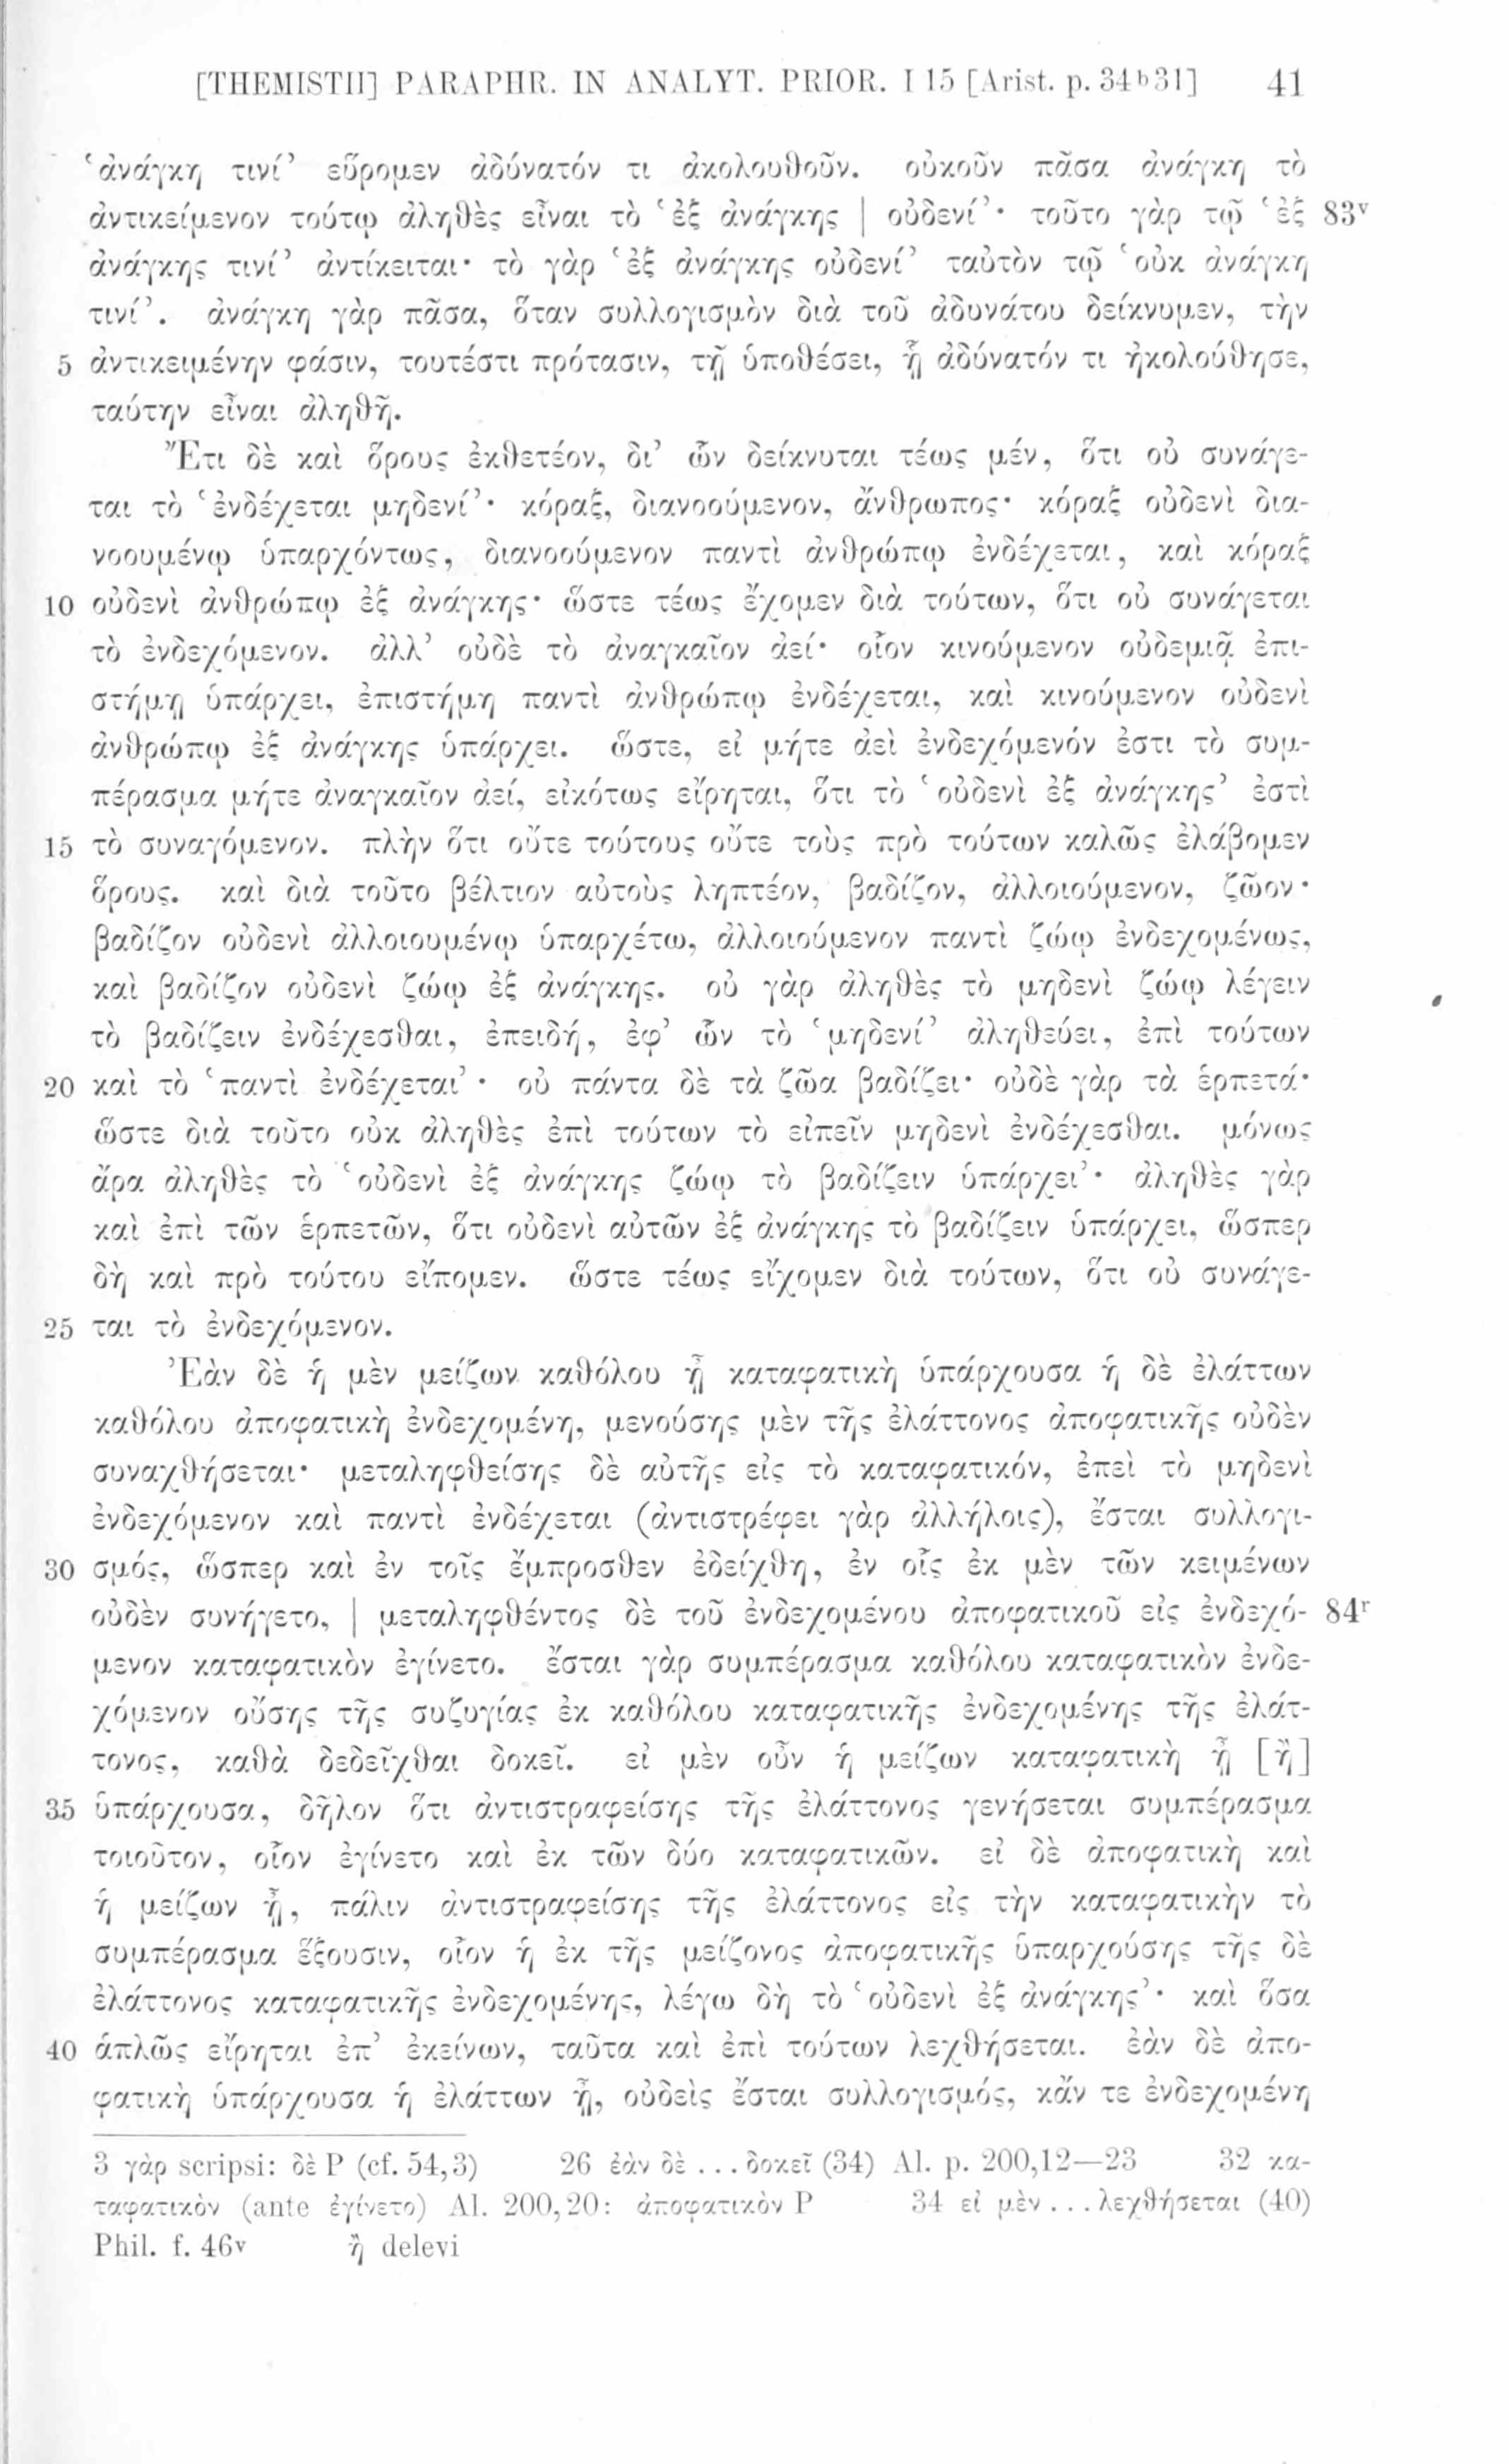 [THEMISTII] PARAPHR. IN ANALYT. PRIOR. I 15 [Arist. p. 34ᵇ31] 41
‘ἀνάγκη τινί’ εὕρομεν ἀδύνατόν τι ἀκολουθοῦν. οὐκοῦν πᾶσα ἀνάγκη τὸ
ἀντικείμενον τούτῳ ἀληθὲς εἶναι τὸ ‘ἐξ ἀνάγκης | οὐδενί’· τοῦτο γὰρ τῷ ‘ἐξ 83ᵛ
ἀνάγκης τινί’ ἀντίκειται· τὸ γὰρ ‘ἐξ ἀνάγκης οὐδενί’ ταὐτὸν τῷ ‘οὐκ ἀνάγκη
τινί’. ἀνάγκη γὰρ πᾶσα, ὅταν συλλογισμὸν διὰ τοῦ ἀδυνάτου δείκνυμεν, τὴν
5 ἀντικειμένην φάσιν, τουτέστι πρότασιν, τῇ ὑποθέσει, ᾗ ἀδύνατόν τι ἠκολούθησε,
ταύτην εἶναι ἀληθῆ.
Ἔτι δὲ καὶ ὅρους ἐκθετέον, δι’ ὧν δείκνυται τέως μέν, ὅτι οὐ συνάγε-
ται τὸ ‘ἐνδέχεται μηδενί’· κόραξ, διανοούμενον, ἄνθρωπος· κόραξ οὐδενὶ δια-
νοουμένῳ ὑπαρχόντως, διανοούμενον παντὶ ἀνθρώπῳ ἐνδέχεται, καὶ κόραξ
10 οὐδενὶ ἀνθρώπῳ ἐξ ἀνάγκης· ὥστε τέως ἔχομεν διὰ τούτων, ὅτι οὐ συνάγεται
τὸ ἐνδεχόμενον. ἀλλ’ οὐδὲ τὸ ἀναγκαῖον ἀεί· οἷον κινούμενον οὐδεμιᾷ ἐπι-
στήμῃ ὑπάρχει, ἐπιστήμη παντὶ ἀνθρώπῳ ἐνδέχεται, καὶ κινούμενον οὐδενὶ
ἀνθρώπῳ ἐξ ἀνάγκης ὑπάρχει. ὥστε, εἰ μήτε ἀεὶ ἐνδεχόμενόν ἐστι τὸ συμ-
πέρασμα μήτε ἀναγκαῖον ἀεί, εἰκότως εἴρηται, ὅτι τὸ ‘οὐδενὶ ἐξ ἀνάγκης’ ἐστὶ
15 τὸ συναγόμενον. πλὴν ὅτι οὔτε τούτους οὔτε τοὺς πρὸ τούτων καλῶς ἐλάβομεν
ὅρους. καὶ διὰ τοῦτο βέλτιον αὐτοὺς ληπτέον, βαδίζον, ἀλλοιούμενον, ζῶον·
βαδίζον οὐδενὶ ἀλλοιουμένῳ ὑπαρχέτω, ἀλλοιούμενον παντὶ ζώῳ ἐνδεχομένως,
καὶ βαδίζον οὐδενὶ ζώῳ ἐξ ἀνάγκης. οὐ γὰρ ἀληθὲς τὸ μηδενὶ ζώῳ λέγειν
τὸ βαδίζειν ἐνδέχεσθαι, ἐπειδή, ἐφ’ ὧν τὸ ‘μηδενί’ ἀληθεύει, ἐπὶ τούτων
20 καὶ τὸ ‘παντὶ ἐνδέχεται’· οὐ πάντα δὲ τὰ ζῶα βαδίζει· οὐδὲ γὰρ τὰ ἑρπετά·
ὥστε διὰ τοῦτο οὐκ ἀληθὲς ἐπὶ τούτων τὸ εἰπεῖν μηδενὶ ἐνδέχεσθαι. μόνως
ἄρα ἀληθὲς τὸ ‘οὐδενὶ ἐξ ἀνάγκης ζώῳ τὸ βαδίζειν ὑπάρχει’· ἀληθὲς γὰρ
καὶ ἐπὶ τῶν ἑρπετῶν, ὅτι οὐδενὶ αὐτῶν ἐξ ἀνάγκης τὸ βαδίζειν ὑπάρχει, ὥσπερ
δὴ καὶ πρὸ τούτου εἴπομεν. ὥστε τέως εἴχομεν διὰ τούτων, ὅτι οὐ συνάγε-
25 ται τὸ ἐνδεχόμενον.
Ἐὰν δὲ ἡ μὲν μείζων καθόλου ᾖ καταφατικὴ ὑπάρχουσα ἡ δὲ ἐλάττων
καθόλου ἀποφατικὴ ἐνδεχομένη, μενούσης μὲν τῆς ἐλάττονος ἀποφατικῆς οὐδὲν
συναχθήσεται· μεταληφθείσης δὲ αὐτῆς εἰς τὸ καταφατικόν, ἐπεὶ τὸ μηδενὶ
ἐνδεχόμενον καὶ παντὶ ἐνδέχεται (ἀντιστρέφει γὰρ ἀλλήλοις), ἔσται συλλογι-
30 σμός, ὥσπερ καὶ ἐν τοῖς ἔμπροσθεν ἐδείχθη, ἐν οἷς ἐκ μὲν τῶν κειμένων
οὐδὲν συνήγετο, | μεταληφθέντος δὲ τοῦ ἐνδεχομένου ἀποφατικοῦ εἰς ἐνδεχό- 84ʳ
μενον καταφατικὸν ἐγίνετο. ἔσται γὰρ συμπέρασμα καθόλου καταφατικὸν ἐνδε-
χόμενον οὔσης τῆς συζυγίας ἐκ καθόλου καταφατικῆς ἐνδεχομένης τῆς ἐλάτ-
τονος, καθὰ δεδεῖχθαι δοκεῖ. εἰ μὲν οὖν ἡ μείζων καταφατικὴ ᾖ [ἢ]
35 ὑπάρχουσα, δῆλον ὅτι ἀντιστραφείσης τῆς ἐλάττονος γενήσεται συμπέρασμα
τοιοῦτον, οἷον ἐγίνετο καὶ ἐκ τῶν δύο καταφατικῶν. εἰ δὲ ἀποφατικὴ καὶ
ἡ μείζων ᾖ, πάλιν ἀντιστραφείσης τῆς ἐλάττονος εἰς τὴν καταφατικὴν τὸ
συμπέρασμα ἕξουσιν, οἷον ἡ ἐκ τῆς μείζονος ἀποφατικῆς ὑπαρχούσης τῆς δὲ
ἐλάττονος καταφατικῆς ἐνδεχομένης, λέγω δὴ τὸ ‘οὐδενὶ ἐξ ἀνάγκης’· καὶ ὅσα
40 ἁπλῶς εἴρηται ἐπ’ ἐκείνων, ταῦτα καὶ ἐπὶ τούτων λεχθήσεται. ἐὰν δὲ ἀπο-
φατικὴ ὑπάρχουσα ἡ ἐλάττων ᾖ, οὐδεὶς ἔσται συλλογισμός, κἄν τε ἐνδεχομένη
3 γὰρ scripsi: δὲ P (cf. 54,3) 26 ἐὰν δὲ ... δοκεῖ (34) Al. p. 200,12—23 32 κα-
ταφατικὸν (ante ἐγίνετο) Al. 200,20: ἀποφατικὸν P 34 εἰ μὲν ... λεχθήσεται (40)
Phil. f. 46v ἢ delevi